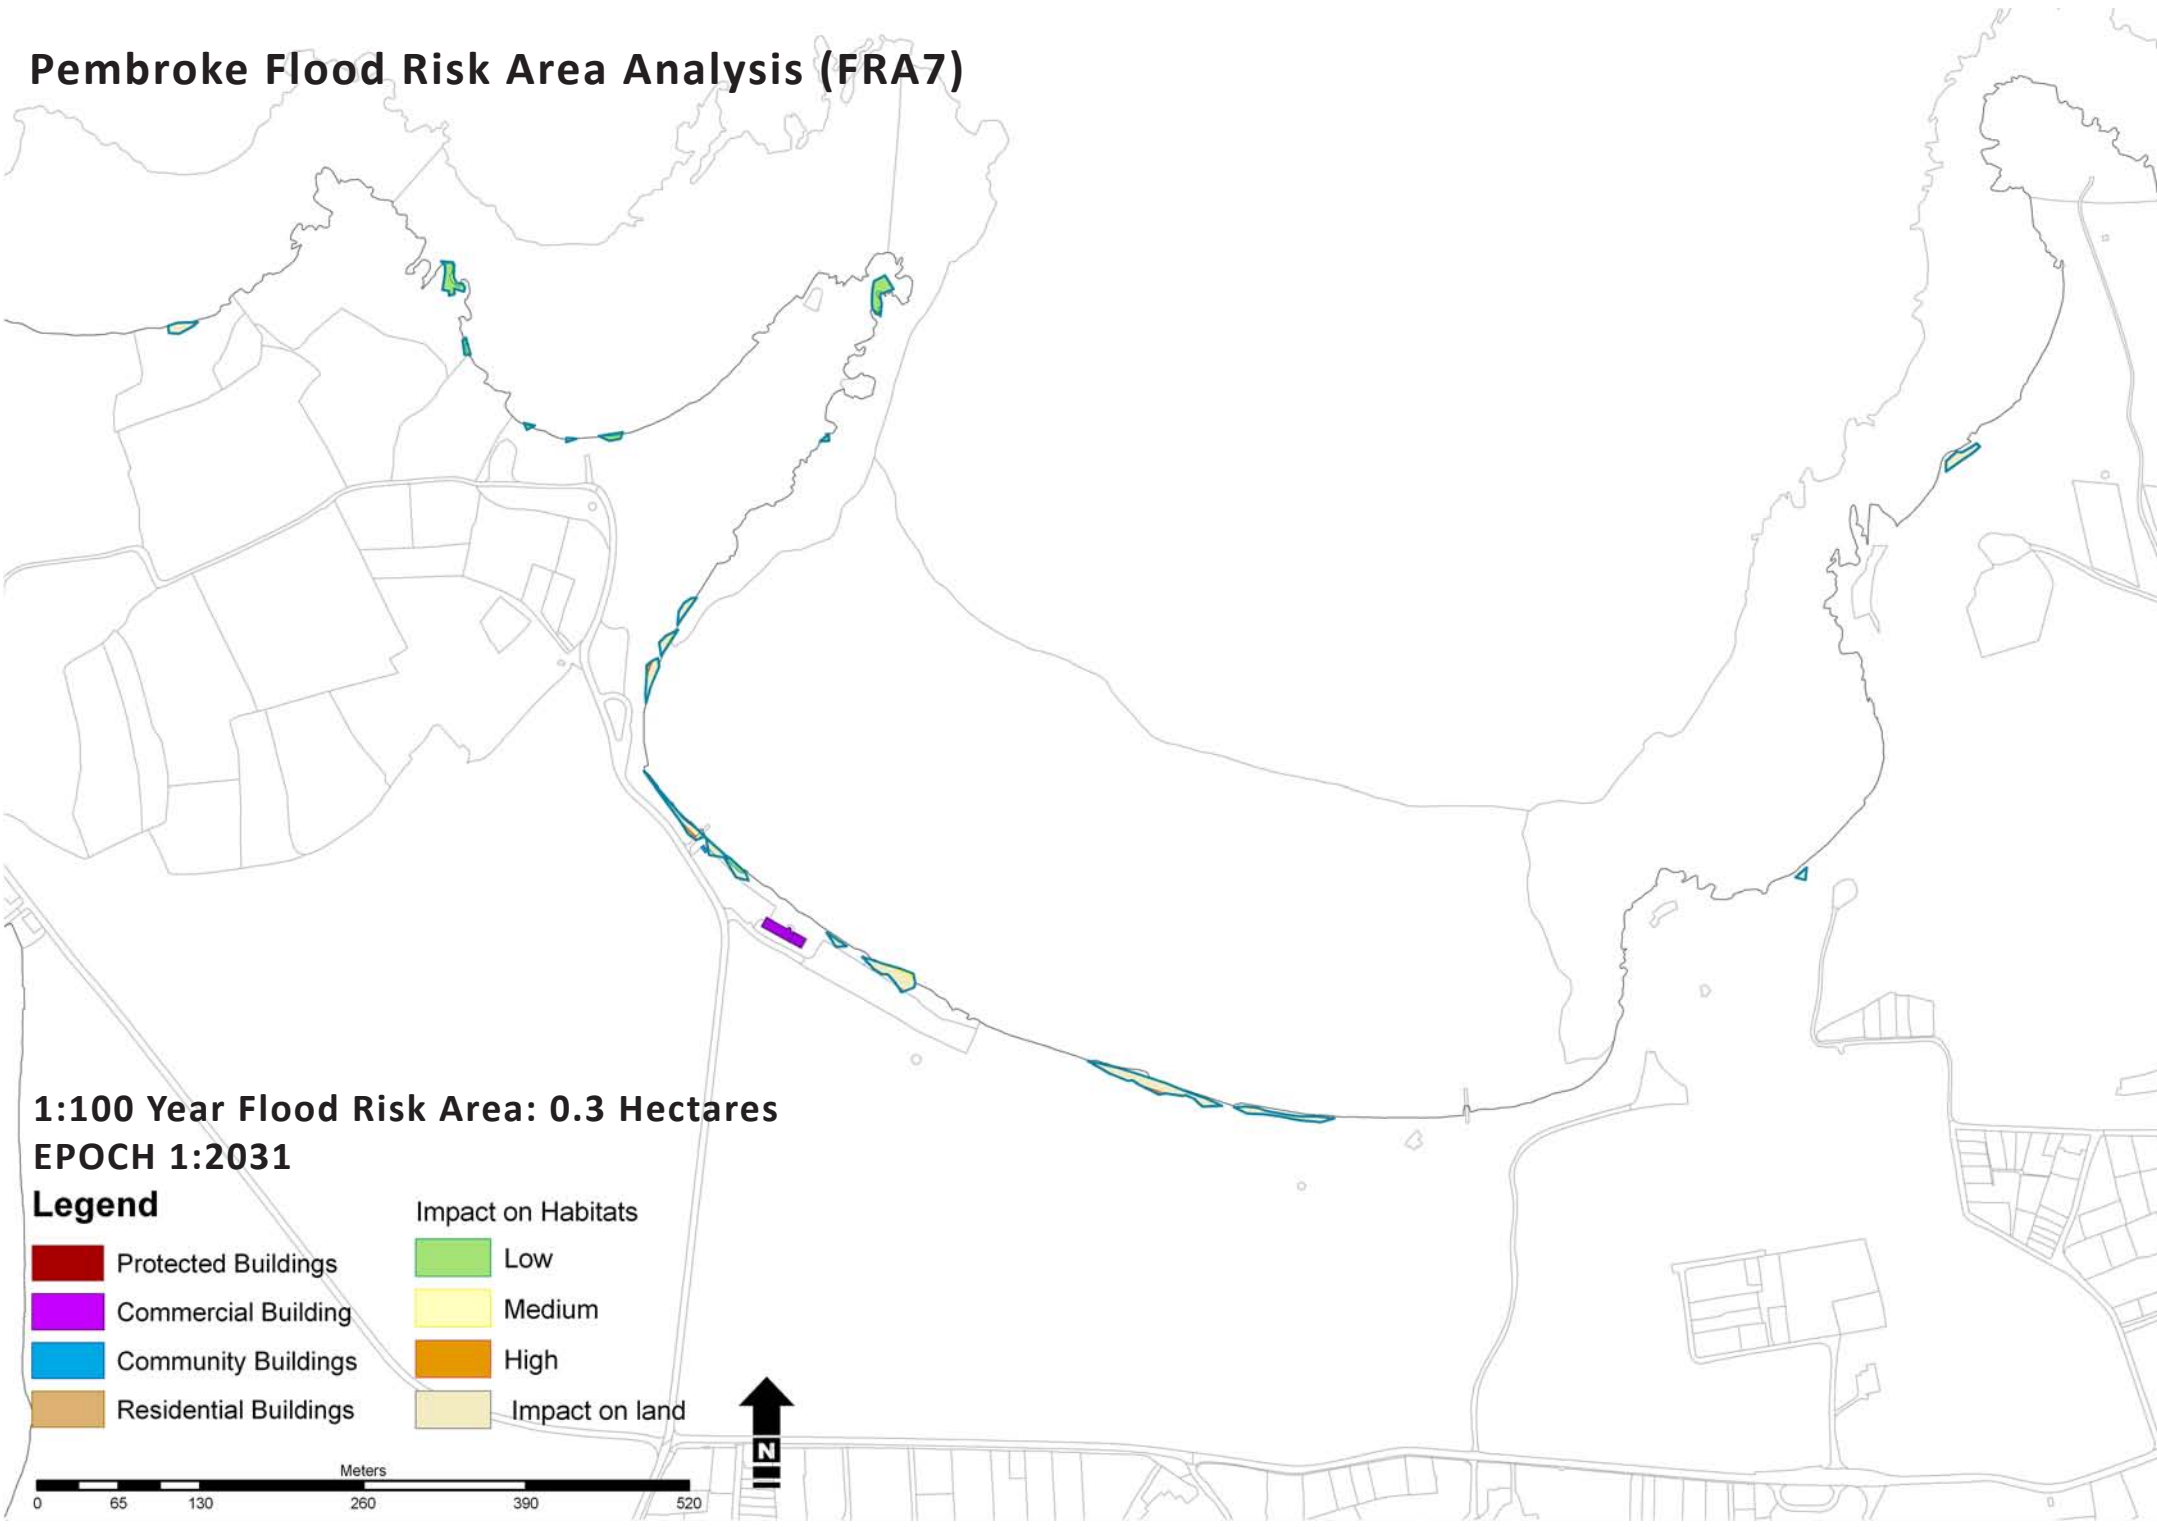 Pembroke Flood Risk Area Analysis (FRA7)
1:100 Year Flood Risk Area: 0.3 Hectares
EPOCH 1:2031
Legend
Protected Buildings
Commercial Building
Community Buildings
Residential Buildings
Impact on Habitats
Low
Medium
High
Impact on land
N
Meters
0 65 130 260 390 520